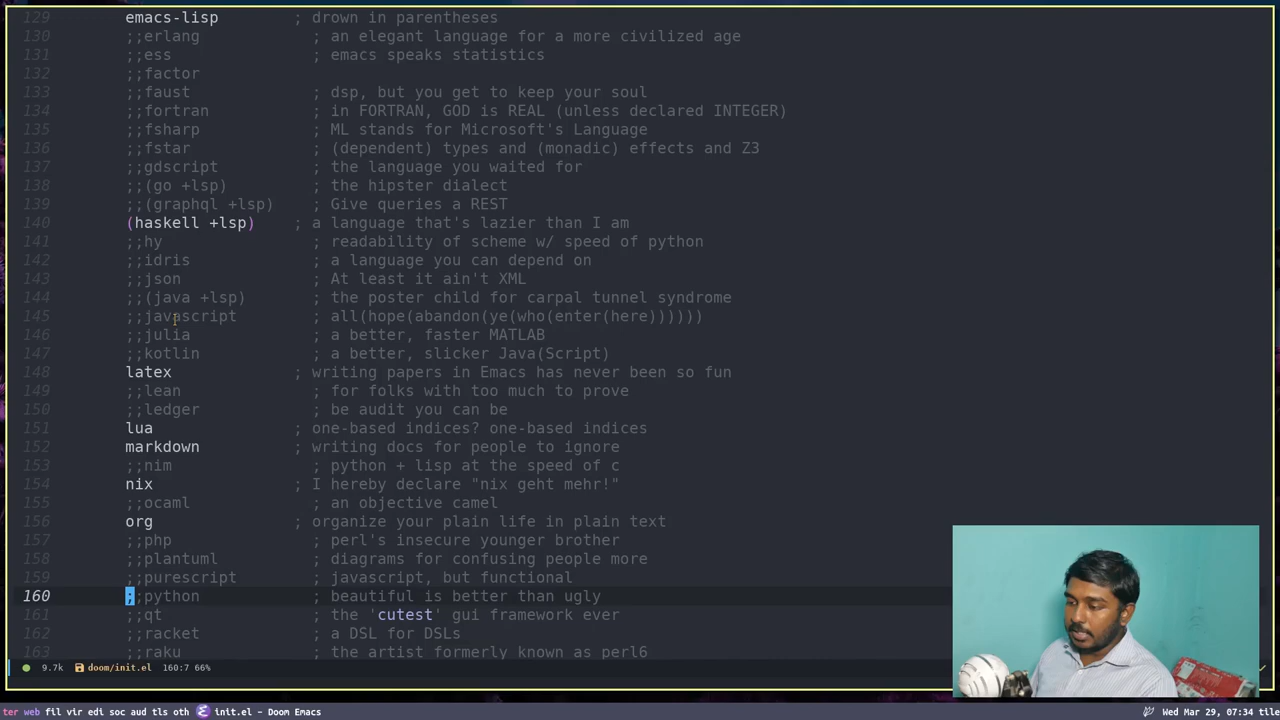 129 emacs-lisp ; drown in parentheses
130 ;;erlang ; an elegant language for a more civilized age
131 ;;ess ; emacs speaks statistics
132 ;;factor
133 ;;faust ; dsp, but you get to keep your soul
134 ;;fortran ; in FORTRAN, GOD is REAL (unless declared INTEGER)
135 ;;fsharp ; ML stands for Microsoft's Language
136 ;;fstar ; (dependent) types and (monadic) effects and Z3
137 ;;gdscript ; the language you waited for
138 ;;(go +lsp) ; the hipster dialect
139 ;;(graphql +lsp) ; Give queries a REST
140 (haskell +lsp) ; a language that's lazier than I am
141 ;;hy ; readability of scheme w/ speed of python
142 ;;idris ; a language you can depend on
143 ;;json ; At least it ain't XML
144 ;;(java +lsp) ; the poster child for carpal tunnel syndrome
145 ;;javascript ; all(hope(abandon(ye(who(enter(here))))))
146 ;;julia ; a better, faster MATLAB
147 ;;kotlin ; a better, slicker Java(Script)
148 latex ; writing papers in Emacs has never been so fun
149 ;;lean ; for folks with too much to prove
150 ;;ledger ; be audit you can be
151 lua ; one-based indices? one-based indices
152 markdown ; writing docs for people to ignore
153 ;;nim ; python + lisp at the speed of c
154 nix ; I hereby declare "nix geht mehr!"
155 ;;ocaml ; an objective camel
156 org ; organize your plain life in plain text
157 ;;php ; perl's insecure younger brother
158 ;;plantuml ; diagrams for confusing people more
159 ;;purescript ; javascript, but functional
160 ;;python ; beautiful is better than ugly
161 ;;qt ; the 'cutest' gui framework ever
162 ;;racket ; a DSL for DSLs
163 ;;raku ; the artist formerly known as perl6
9.7k doom/init.el 160:7 66%
ter web fil vir edi soc aud tls oth init.el – Doom Emacs Wed Mar 29, 07:34 tile